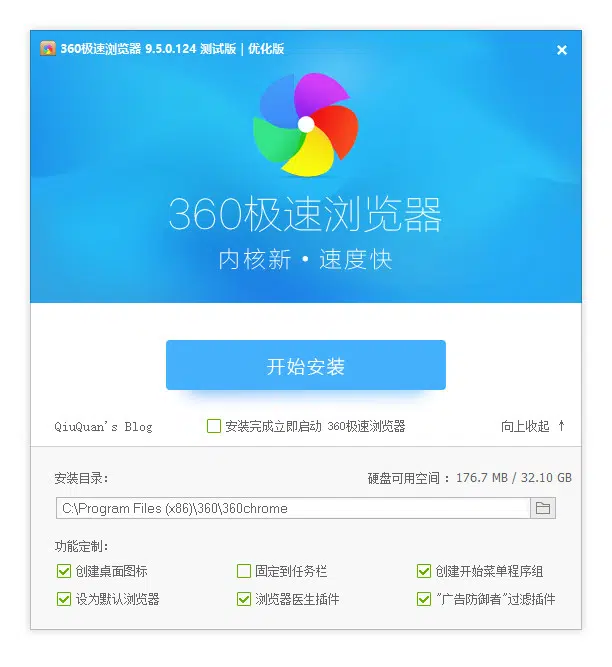 360极速浏览器 9.5.0.124 测试版 | 优化版
360极速浏览器
内核新·速度快
开始安装
QiuQuan's Blog 安装完成立即启动 360极速浏览器 向上收起 ↑
安装目录: 硬盘可用空间: 176.7 MB / 32.10 GB
C:\Program Files (x86)\360\360chrome
功能定制:
创建桌面图标 固定到任务栏 创建开始菜单程序组
设为默认浏览器 浏览器医生插件 "广告防御者"过滤插件